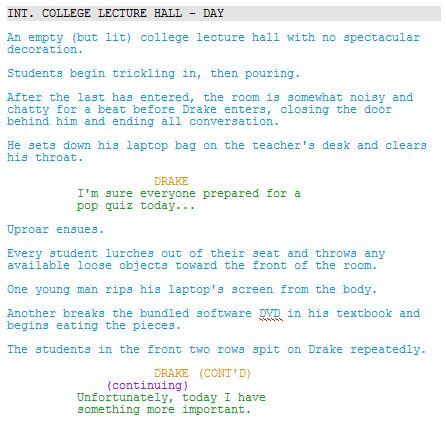 INT. COLLEGE LECTURE HALL - DAY
An empty (but lit) college lecture hall with no spectacular
decoration.
Students begin trickling in, then pouring.
After the last has entered, the room is somewhat noisy and
chatty for a beat before Drake enters, closing the door
behind him and ending all conversation.
He sets down his laptop bag on the teacher's desk and clears
his throat.
DRAKE
I'm sure everyone prepared for a
pop quiz today...
Uproar ensues.
Every student lurches out of their seat and throws any
available loose objects toward the front of the room.
One young man rips his laptop's screen from the body.
Another breaks the bundled software DVD in his textbook and
begins eating the pieces.
The students in the front two rows spit on Drake repeatedly.
DRAKE (CONT'D)
(continuing)
Unfortunately, today I have
something more important.